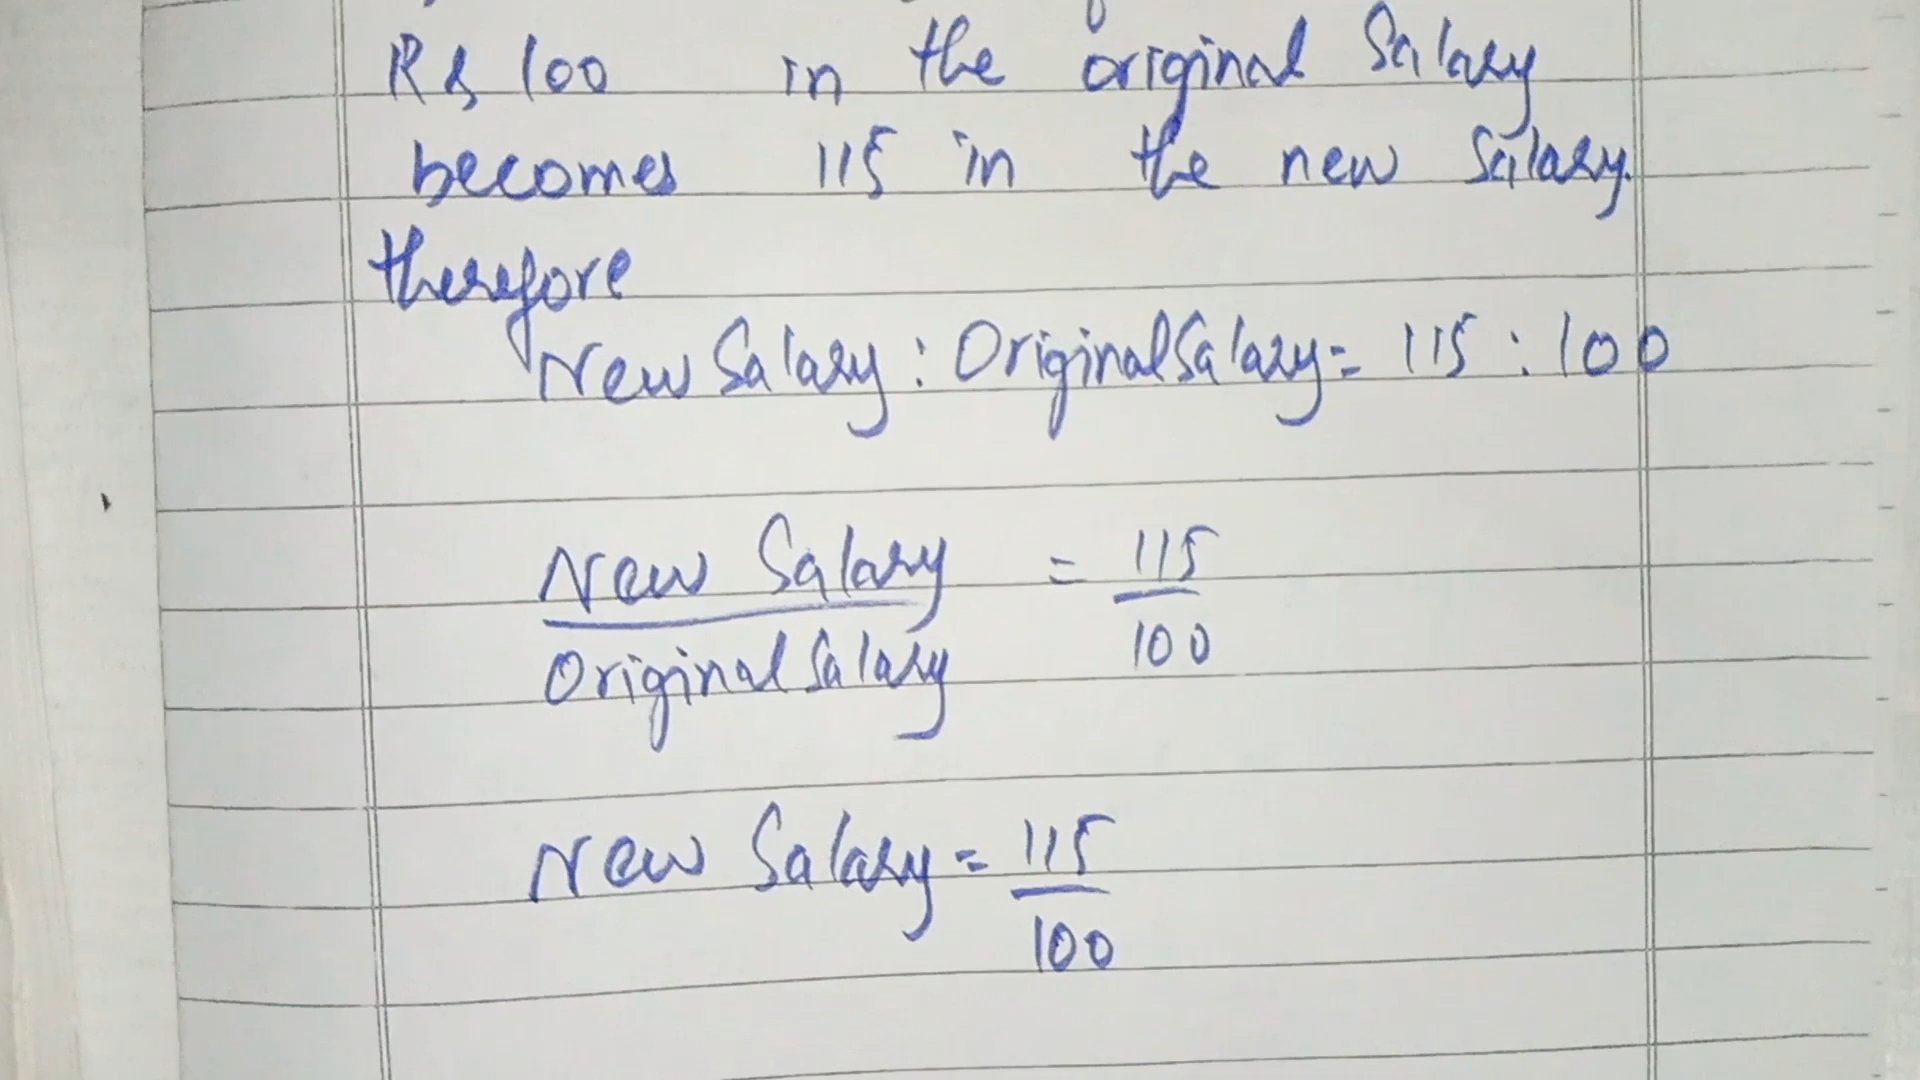 Rs 100 in the original Salary
becomes 115 in the new Salary.
therefore
New Salary : Original Salary = 115 : 100
New Salary = 115
Original Salary 100
New Salary = 115
100